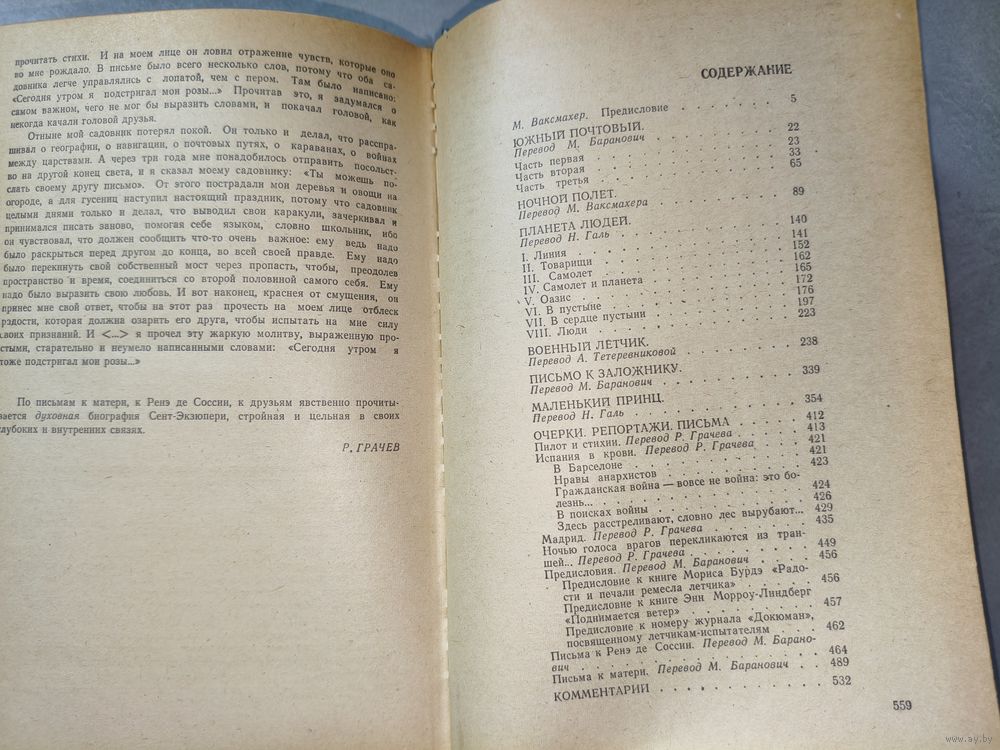 прочитать стихи. И на моем лице он ловил отражение чувств, которые оно
во мне рождало. В письме было всего несколько слов, потому что оба са-
довника легче управлялись с лопатой, чем с пером. Там было написано:
«Сегодня утром я подстригал мои розы...» Прочитав это, я задумался о
самом важном, чего не мог бы выразить словами, и покачал головой, как
некогда качали головой друзья.
Отныне мой садовник потерял покой. Он только и делал, что расспра-
шивал о географии, о навигации, о почтовых путях, о караванах, о войнах
между царствами. А через три года мне понадобилось отправить посольст-
во на другой конец света, и я сказал моему садовнику: «Ты можешь по-
слать своему другу письмо». От этого пострадали мои деревья и овощи на
огороде, а для гусениц наступил настоящий праздник, потому что садовник
целыми днями только и делал, что выводил свои каракули, зачеркивал и
принимался писать заново, помогая себе языком, словно школьник, ибо
он чувствовал, что должен сообщить что-то очень важное: ему ведь надо
было раскрыться перед другом до конца, во всей своей правде. Ему надо
было перекинуть свой собственный мост через пропасть, чтобы, преодолев
пространство и время, соединиться со второй половиной самого себя. Ему
надо было выразить свою любовь. И вот наконец, краснея от смущения, он
принес мне свой ответ, чтобы на этот раз прочесть на моем лице отблеск
радости, которая должна озарить его друга, чтобы испытать на мне силу
своих признаний. И <...> я прочел эту жаркую молитву, выраженную про-
стыми, старательно и неумело написанными словами: «Сегодня утром я
тоже подстригал мои розы...»
По письмам к матери, к Ренэ де Соссин, к друзьям явственно прочиты-
вается духовная биография Сент-Экзюпери, стройная и цельная в своих
глубоких и внутренних связях.
Р. ГРАЧЕВ
СОДЕРЖАНИЕ
М. Ваксмахер. Предисловие . . . . . . . 5
ЮЖНЫЙ ПОЧТОВЫЙ.
Перевод М. Баранович . . . . . . . 22
Часть первая . . . . . . . 23
Часть вторая . . . . . . . 33
Часть третья . . . . . . . 65
НОЧНОЙ ПОЛЕТ.
Перевод М. Ваксмахера . . . . . . . 89
ПЛАНЕТА ЛЮДЕЙ.
Перевод Н. Галь . . . . . . . 140
I. Линия . . . . . . . 141
II. Товарищи . . . . . . . 152
III. Самолет . . . . . . . 162
IV. Самолет и планета . . . . . . . 165
V. Оазис . . . . . . . 172
VI. В пустыне . . . . . . . 176
VII. В сердце пустыни . . . . . . . 197
VIII. Люди . . . . . . . 223
ВОЕННЫЙ ЛЕТЧИК.
Перевод А. Тетеревниковой . . . . . . . 238
ПИСЬМО К ЗАЛОЖНИКУ.
Перевод М. Баранович . . . . . . . 339
МАЛЕНЬКИЙ ПРИНЦ.
Перевод Н. Галь . . . . . . . 354
ОЧЕРКИ. РЕПОРТАЖИ. ПИСЬМА . . . 412
Пилот и стихии. Перевод Р. Грачева . . . . 413
Испания в крови. Перевод Р. Грачева . . . . 421
В Барселоне . . . . . . . 421
Нравы анархистов . . . . . . . 423
Гражданская война — вовсе не война: это бо-
лезнь... . . . . . . . 424
В поисках войны . . . . . . . 426
Здесь расстреливают, словно лес вырубают... 429
Мадрид. Перевод Р. Грачева . . . . . . . 435
Ночью голоса врагов перекликаются из тран-
шей... Перевод Р. Грачева . . . . . . . 449
Предисловия. Перевод М. Баранович . . . . 456
Предисловие к книге Мориса Бурдэ «Радо-
сти и печали ремесла летчика» . . . . 456
Предисловие к книге Энн Морроу-Линдберг
«Поднимается ветер» . . . . . . . 457
Предисловие к номеру журнала «Докюман»,
посвященному летчикам-испытателям . . . . 462
Письма к Ренэ де Соссин. Перевод М. Барано-
вич . . . . . . . 464
Письма к матери. Перевод М. Баранович . . 489
КОММЕНТАРИИ . . . . . . . 532
559
www.ay.by